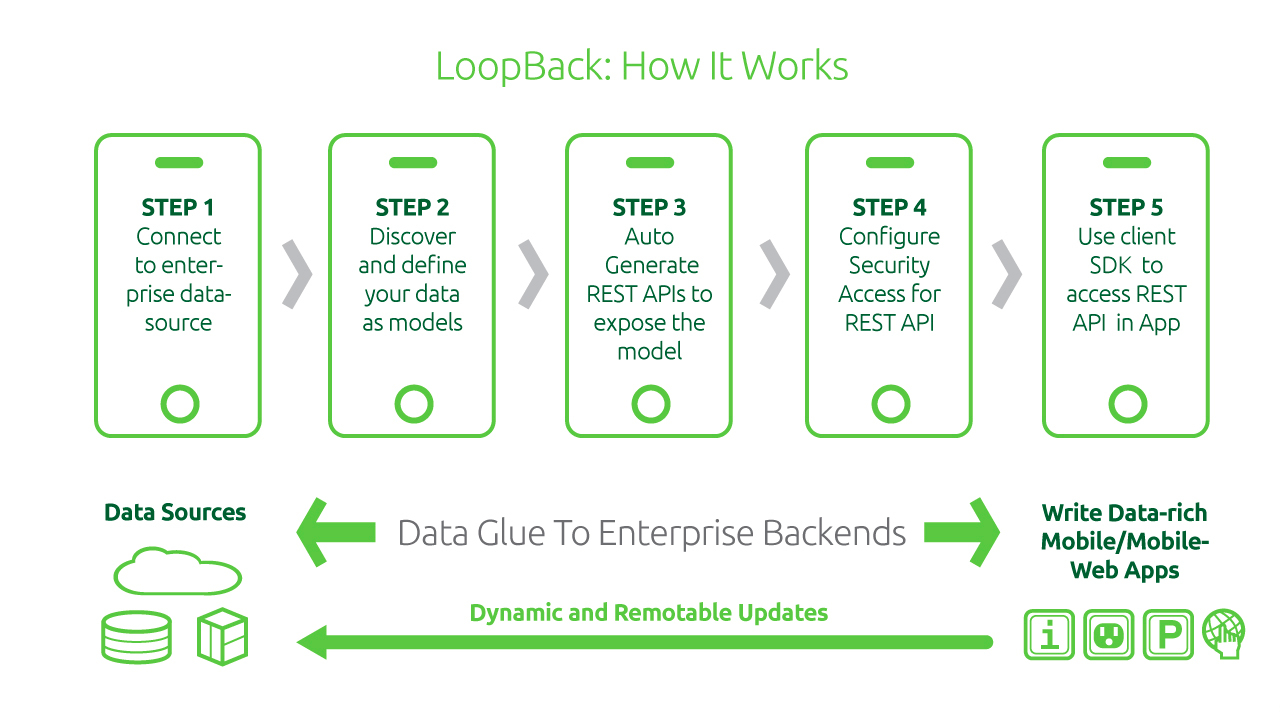 LoopBack: How It Works
STEP 1
Connect
to enter-
prise data-
source
STEP 2
Discover
and define
your data
as models
STEP 3
Auto
Generate
REST APIs to
expose the
model
STEP 4
Configure
Security
Access for
REST API
STEP 5
Use client
SDK to
access REST
API in App
Data Sources
Data Glue To Enterprise Backends
Write Data-rich
Mobile/Mobile-
Web Apps
Dynamic and Remotable Updates
i
P